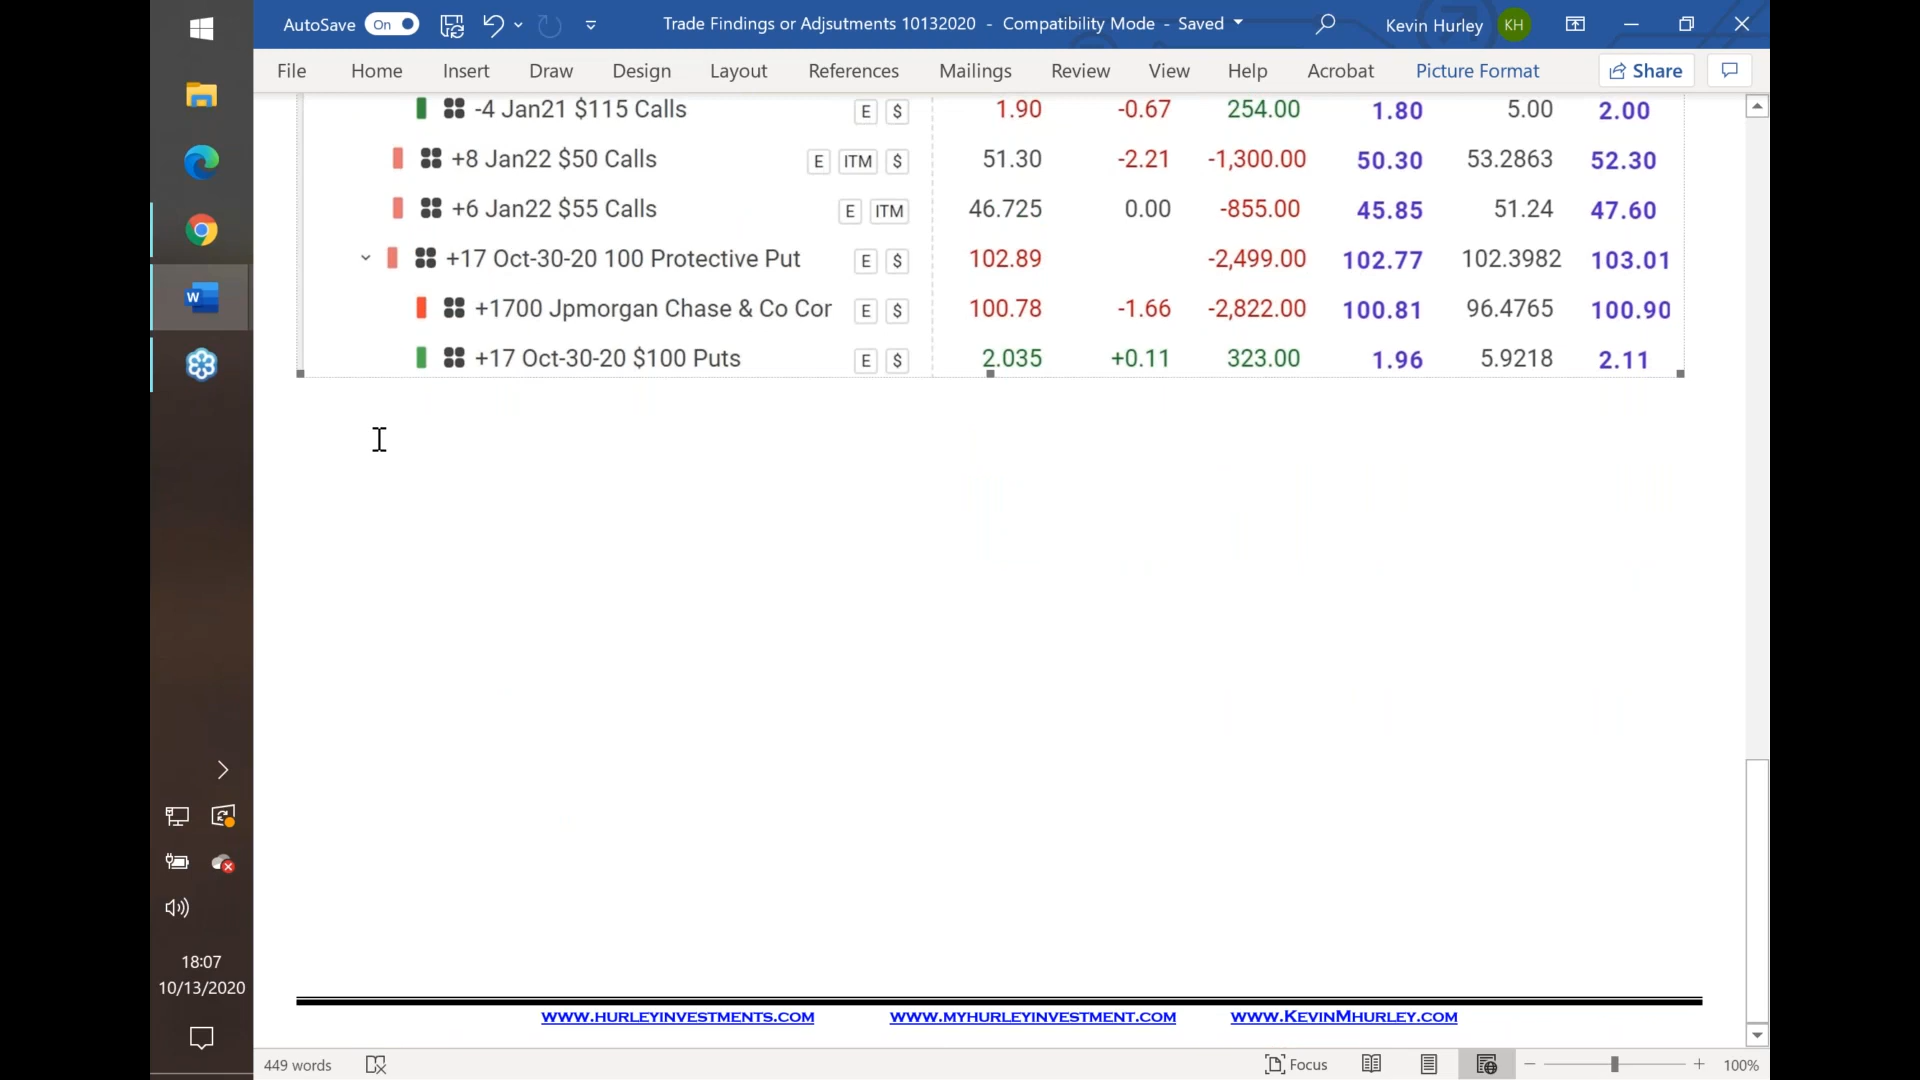 AutoSave On Trade Findings or Adjsutments 10132020 - Compatibility Mode - Saved Kevin Hurley KH
File Home Insert Draw Design Layout References Mailings Review View Help Acrobat Picture Format Share
-4 Jan21 $115 Calls E $ 1.90 -0.67 254.00 1.80 5.00 2.00
+8 Jan22 $50 Calls E ITM $ 51.30 -2.21 -1,300.00 50.30 53.2863 52.30
+6 Jan22 $55 Calls E ITM 46.725 0.00 -855.00 45.85 51.24 47.60
+17 Oct-30-20 100 Protective Put E $ 102.89 -2,499.00 102.77 102.3982 103.01
+1700 Jpmorgan Chase & Co Cor E $ 100.78 -1.66 -2,822.00 100.81 96.4765 100.90
+17 Oct-30-20 $100 Puts E $ 2.035 +0.11 323.00 1.96 5.9218 2.11
W
18:07
10/13/2020
WWW.HURLEYINVESTMENTS.COM WWW.MYHURLEYINVESTMENT.COM WWW.KEVINMHURLEY.COM
449 words Focus 100%